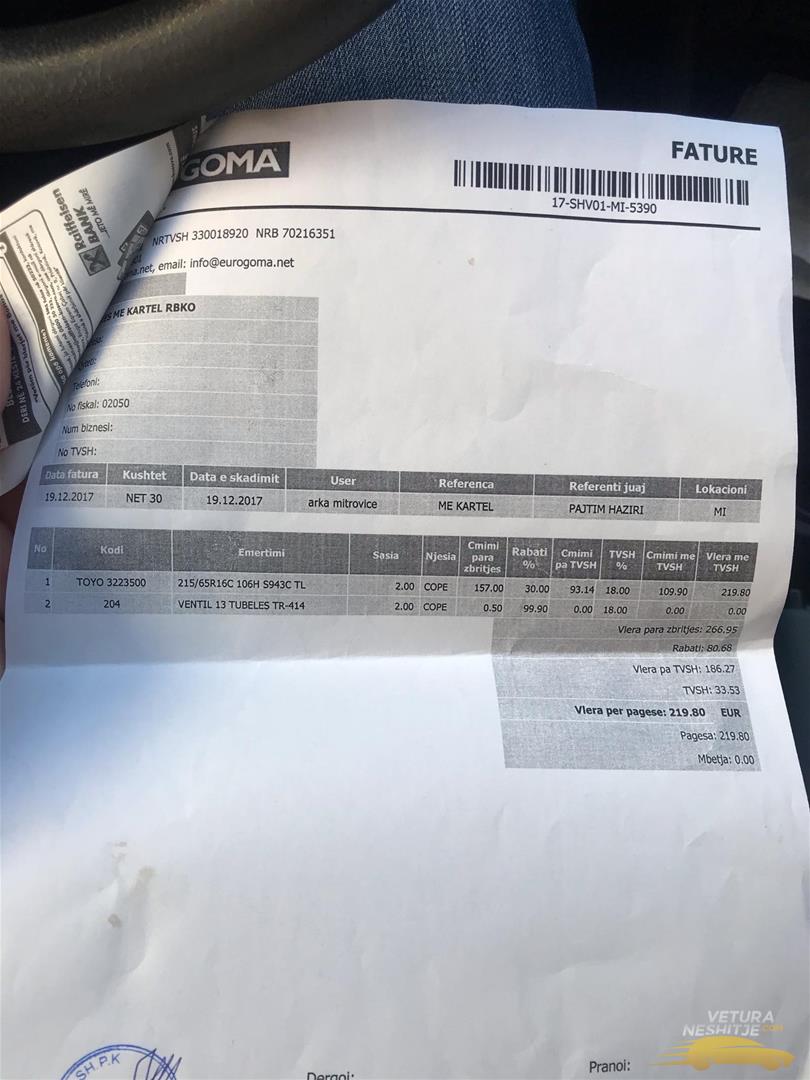 GOMA
FATURE
17-SHV01-MI-5390
Raiffeisen
BANK
JETO MË MIRË
NRTVSH 330018920 NRB 70216351
.net, email: info@eurogoma.net
ME KARTEL RBKO
Telefoni:
No fiskal: 02050
Num biznesi:
No TVSH:
Data fatura Kushtet Data e skadimit User Referenca Referenti juaj Lokacioni
19.12.2017 NET 30 19.12.2017 arka mitrovice ME KARTEL PAJTIM HAZIRI MI
No Kodi Emertimi Sasia Njesia Cmimi para zbritjes Rabati % Cmimi pa TVSH TVSH % Cmimi me TVSH Vlera me TVSH
1 TOYO 3223500 215/65R16C 106H S943C TL 2.00 COPE 157.00 30.00 93.14 18.00 109.90 219.80
2 204 VENTIL 13 TUBELES TR-414 2.00 COPE 0.50 99.90 0.00 18.00 0.00 0.00
Vlera para zbritjes: 266.95
Rabati: 80.68
Vlera pa TVSH: 186.27
TVSH: 33.53
Vlera per pagese: 219.80 EUR
Pagesa: 219.80
Mbetja: 0.00
SH.P.K
Dergoi:
Pranoi:
VETURA
NESHITJE.COM